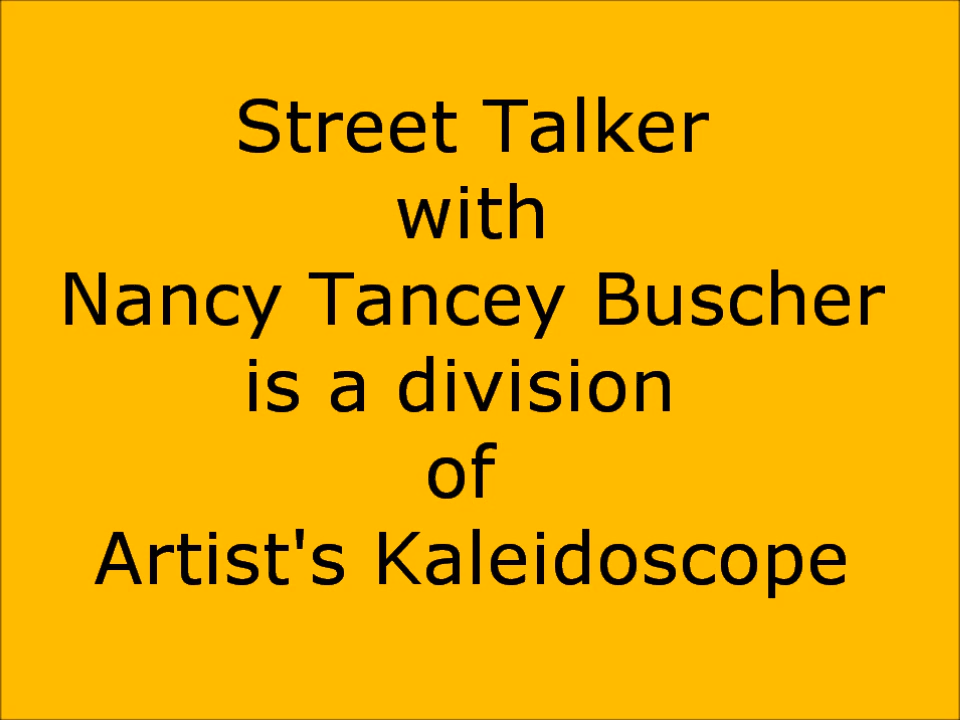 Street Talker
with
Nancy Tancey Buscher
is a division
of
Artist's Kaleidoscope